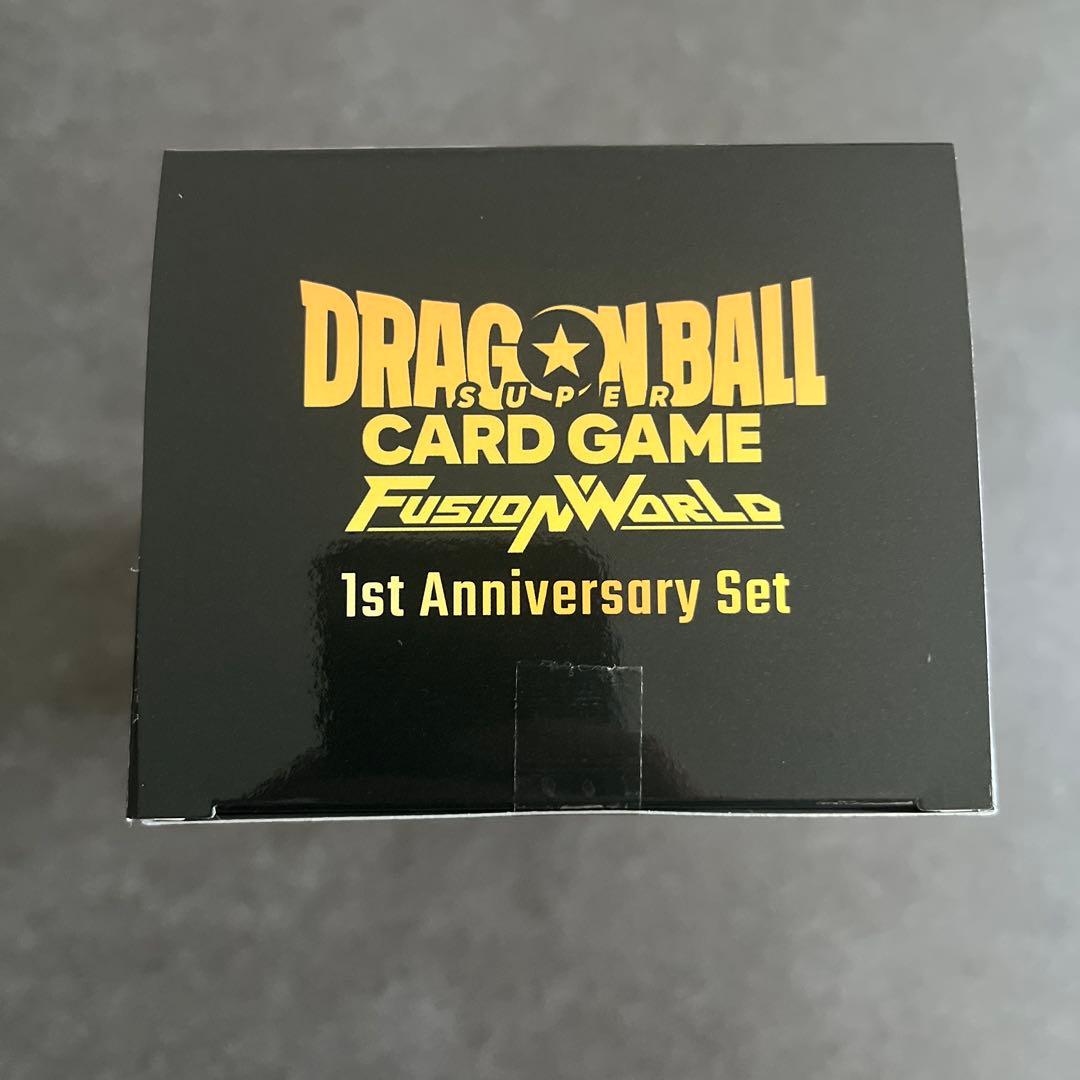 DRAGON BALL
SUPER
CARD GAME
FUSION WORLD
1st Anniversary Set